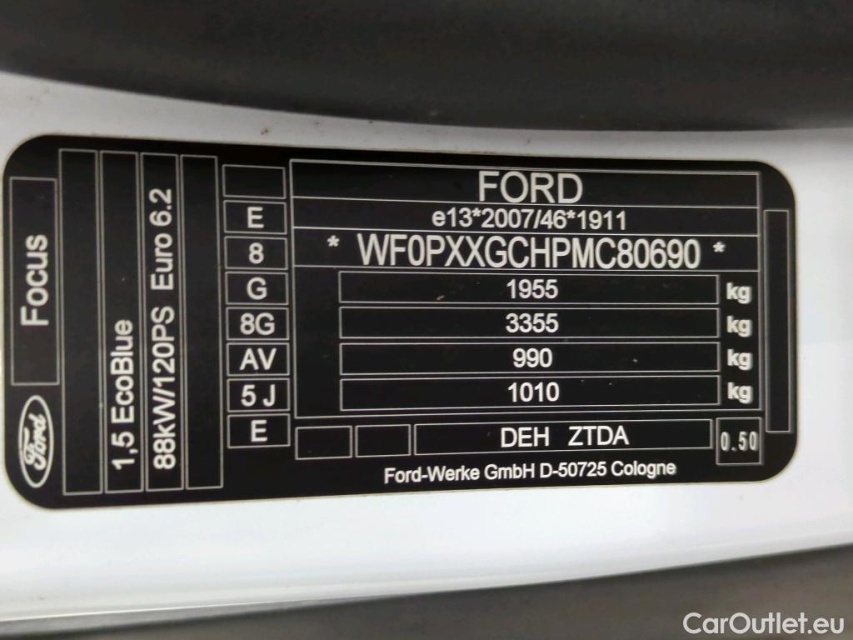 FORD
e13*2007/46*1911
* WF0PXXGCHPMC80690 *
1955 kg
3355 kg
990 kg
1010 kg
DEH ZTDA
0.50
Ford-Werke GmbH D-50725 Cologne
E
8
G
8G
AV
5J
E
88kW/120PS Euro 6.2
1,5 EcoBlue
Focus
Ford
CarOutlet.eu